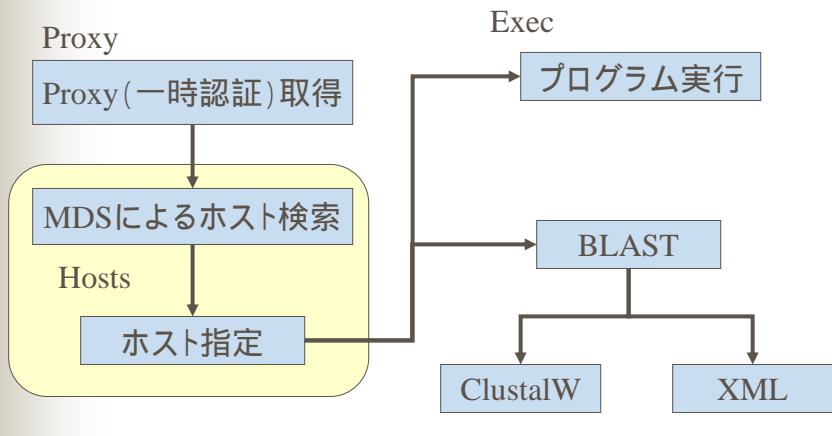 Proxy
Proxy(一時認証)取得
MDSによるホスト検索
Hosts
ホスト指定
Exec
プログラム実行
BLAST
ClustalW
XML